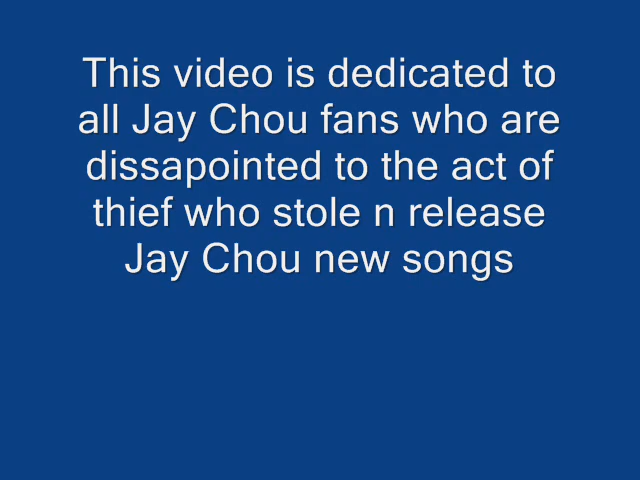 This video is dedicated to
all Jay Chou fans who are
dissapointed to the act of
thief who stole n release
Jay Chou new songs